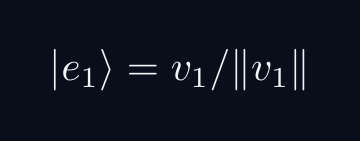 |e₁⟩ = v₁/‖v₁‖